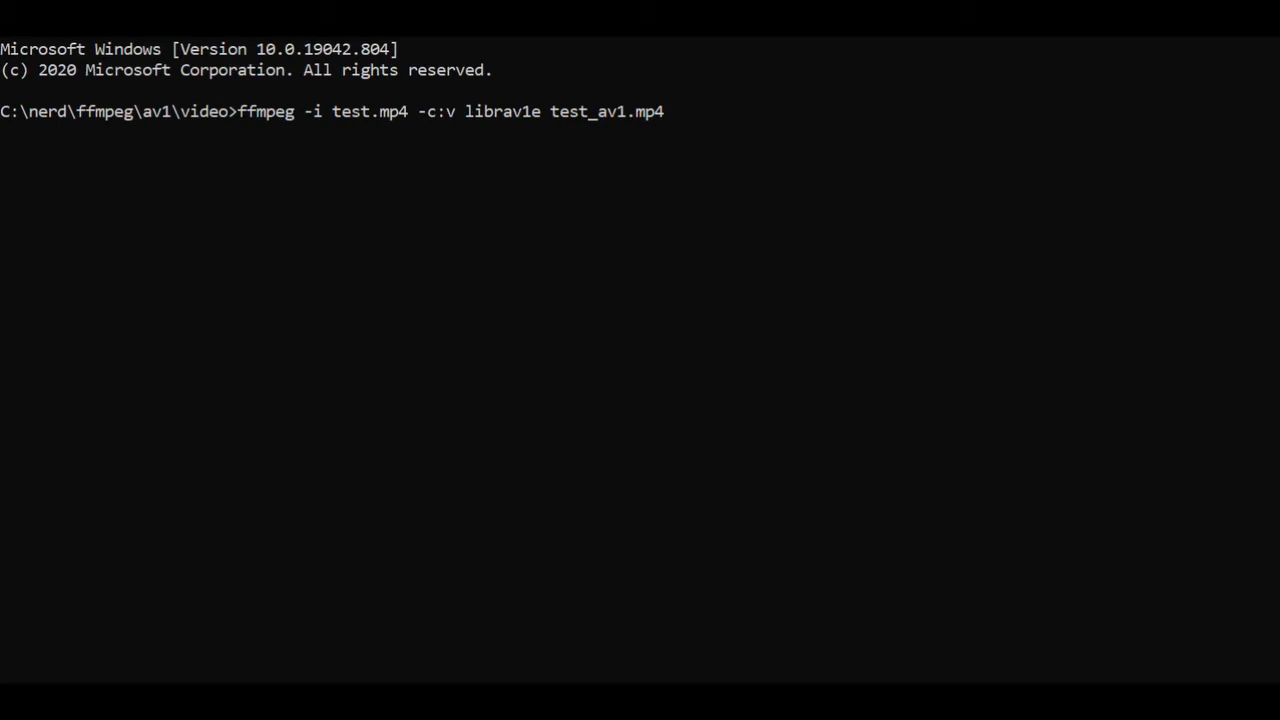 Microsoft Windows [Version 10.0.19042.804]
(c) 2020 Microsoft Corporation. All rights reserved.
C:\nerd\ffmpeg\av1\video>ffmpeg -i test.mp4 -c:v librav1e test_av1.mp4